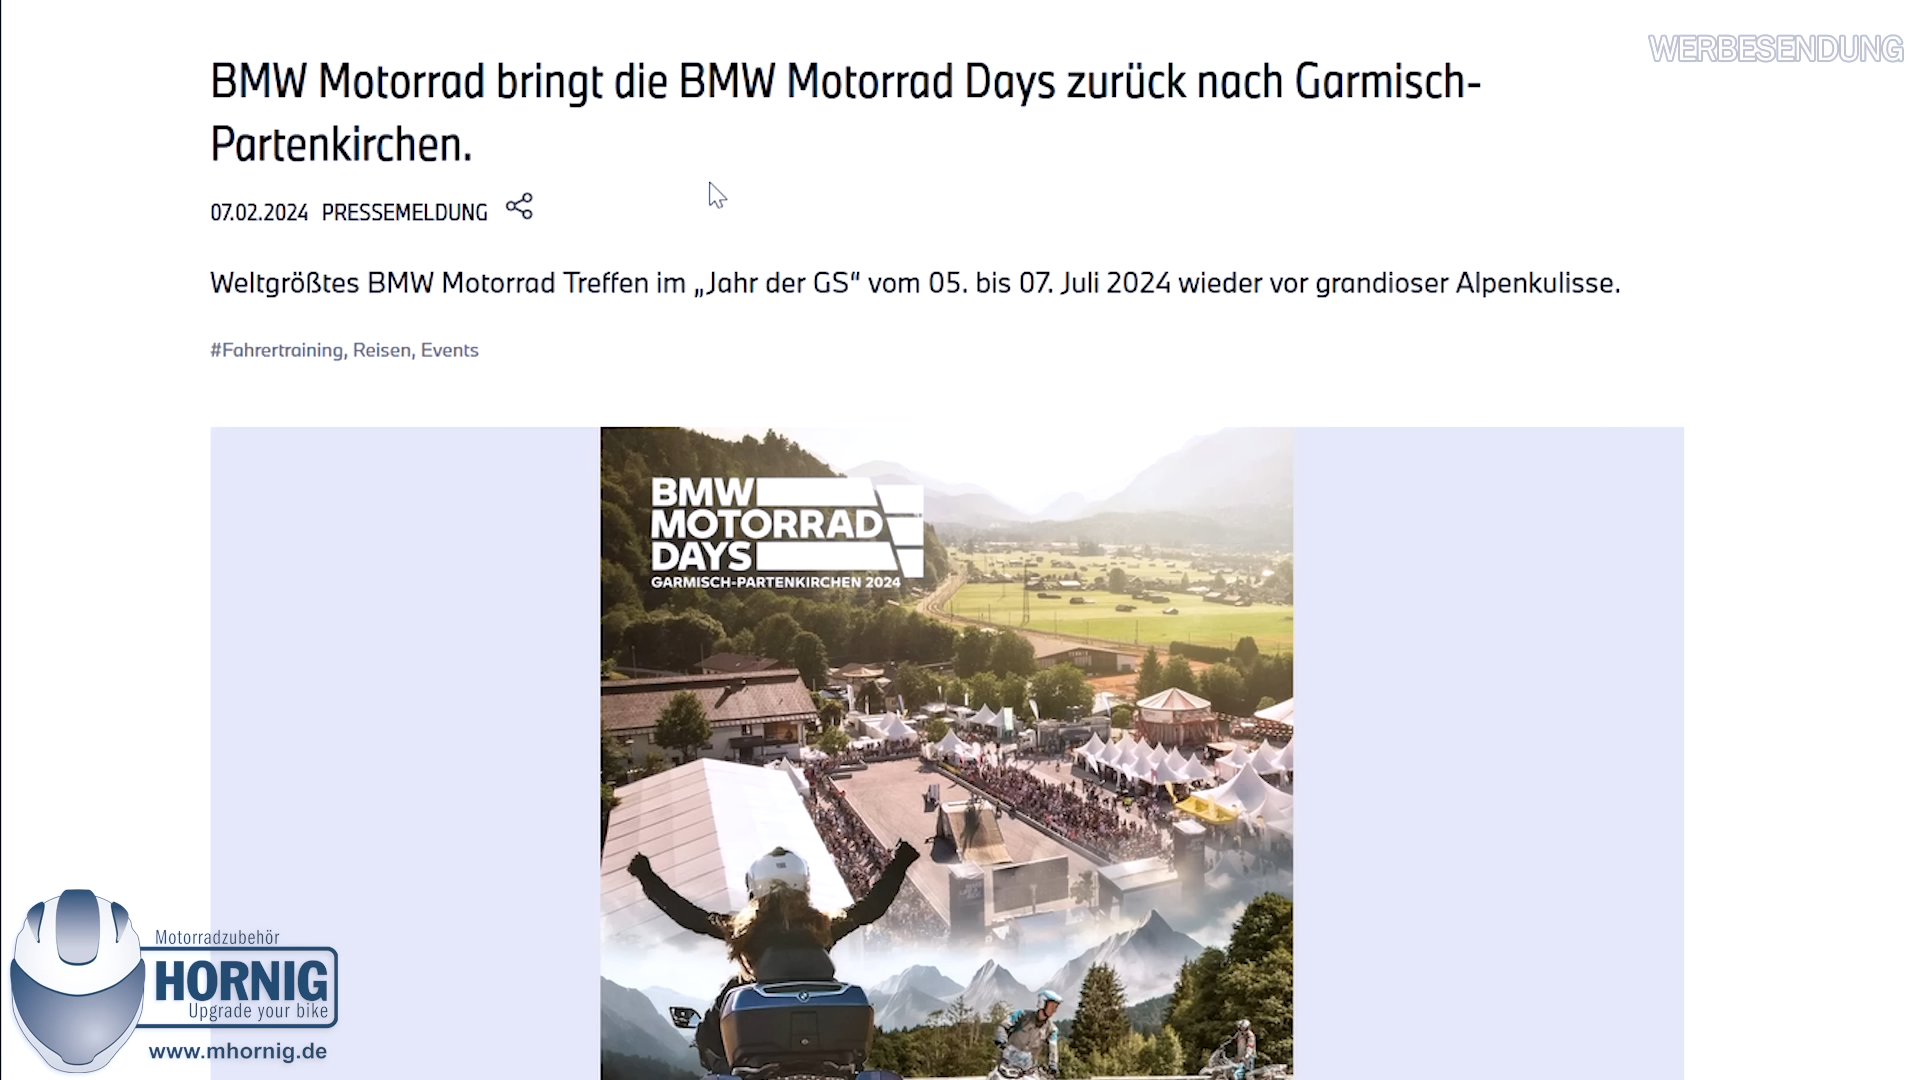 WERBESENDUNG
BMW Motorrad bringt die BMW Motorrad Days zurück nach Garmisch-
Partenkirchen.
07.02.2024 PRESSEMELDUNG
Weltgrößtes BMW Motorrad Treffen im „Jahr der GS“ vom 05. bis 07. Juli 2024 wieder vor grandioser Alpenkulisse.
#Fahrertraining, Reisen, Events
BMW
MOTORRAD
DAYS
GARMISCH-PARTENKIRCHEN 2024
Motorradzubehör
HORNIG
Upgrade your bike
www.mhornig.de